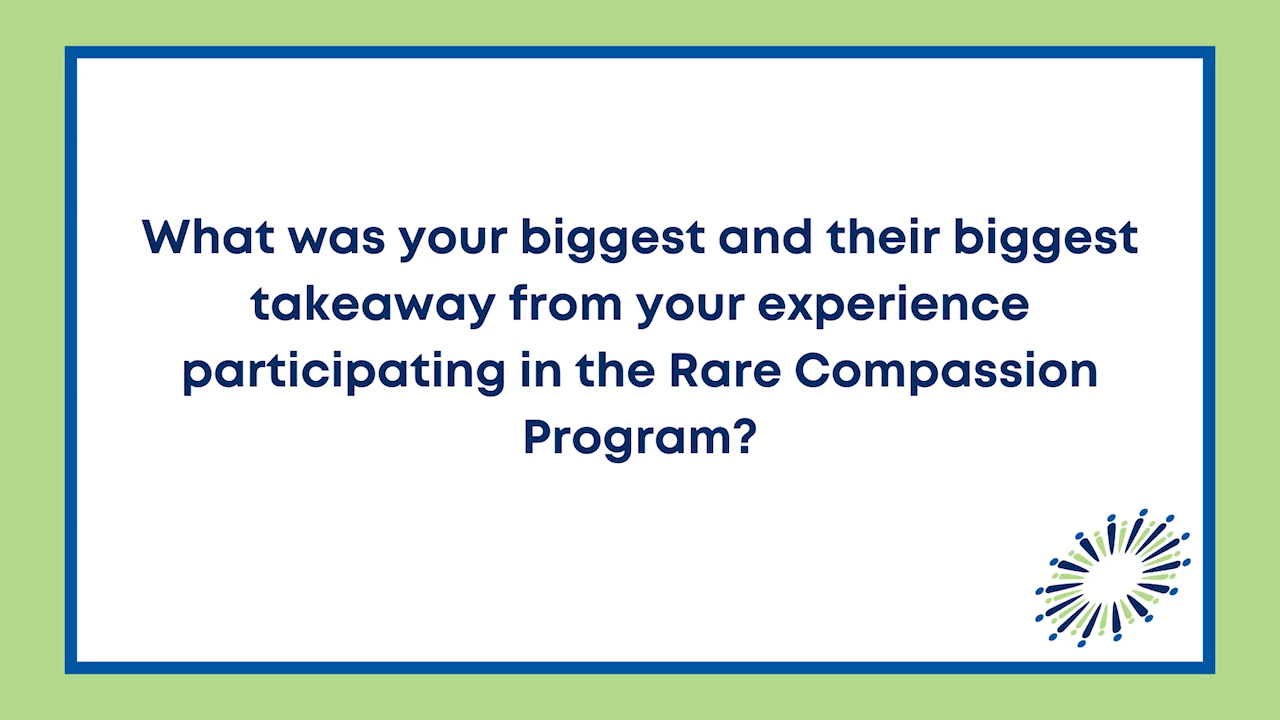 What was your biggest and their biggest
takeaway from your experience
participating in the Rare Compassion
Program?